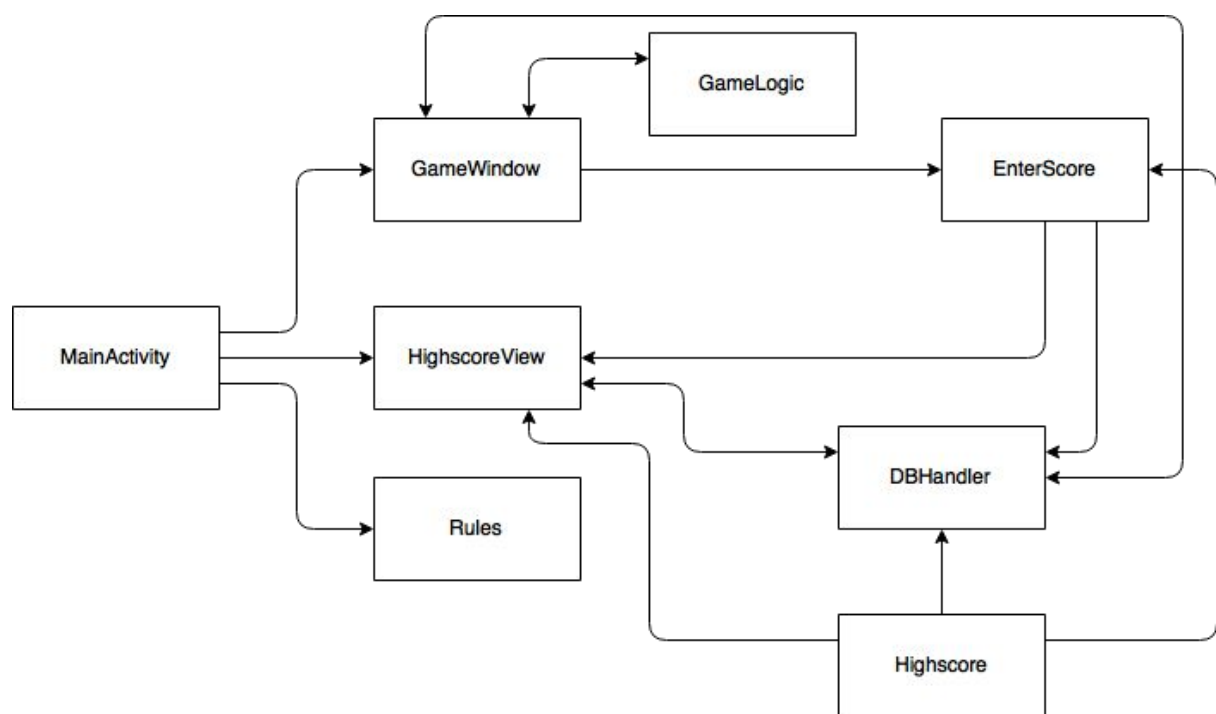 GameLogic
GameWindow
EnterScore
MainActivity
HighscoreView
DBHandler
Rules
Highscore